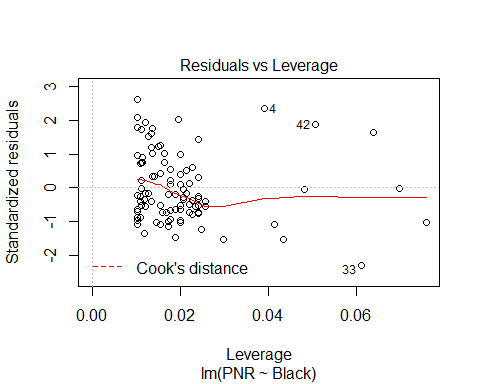 Residuals vs Leverage
Standardized residuals
3
2
1
0
-1
-2
4
42
33
Cook's distance
0.00 0.02 0.04 0.06
Leverage
lm(PNR ~ Black)